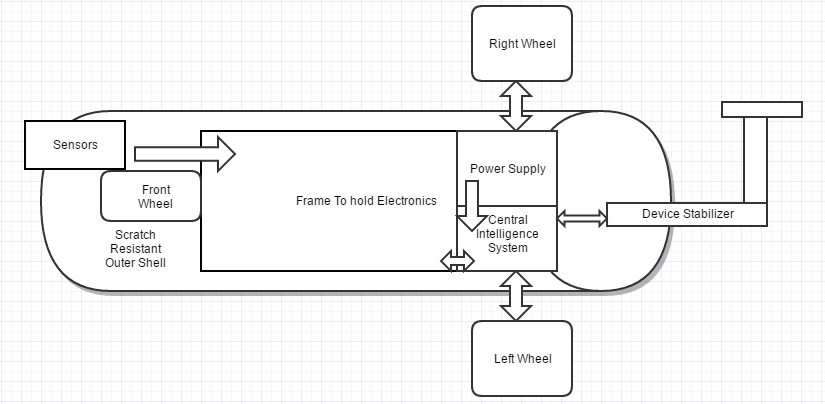 Right Wheel
Sensors
Power Supply
Front
Wheel
Frame To hold Electronics
Device Stabilizer
Central
Intelligence
System
Scratch
Resistant
Outer Shell
Left Wheel